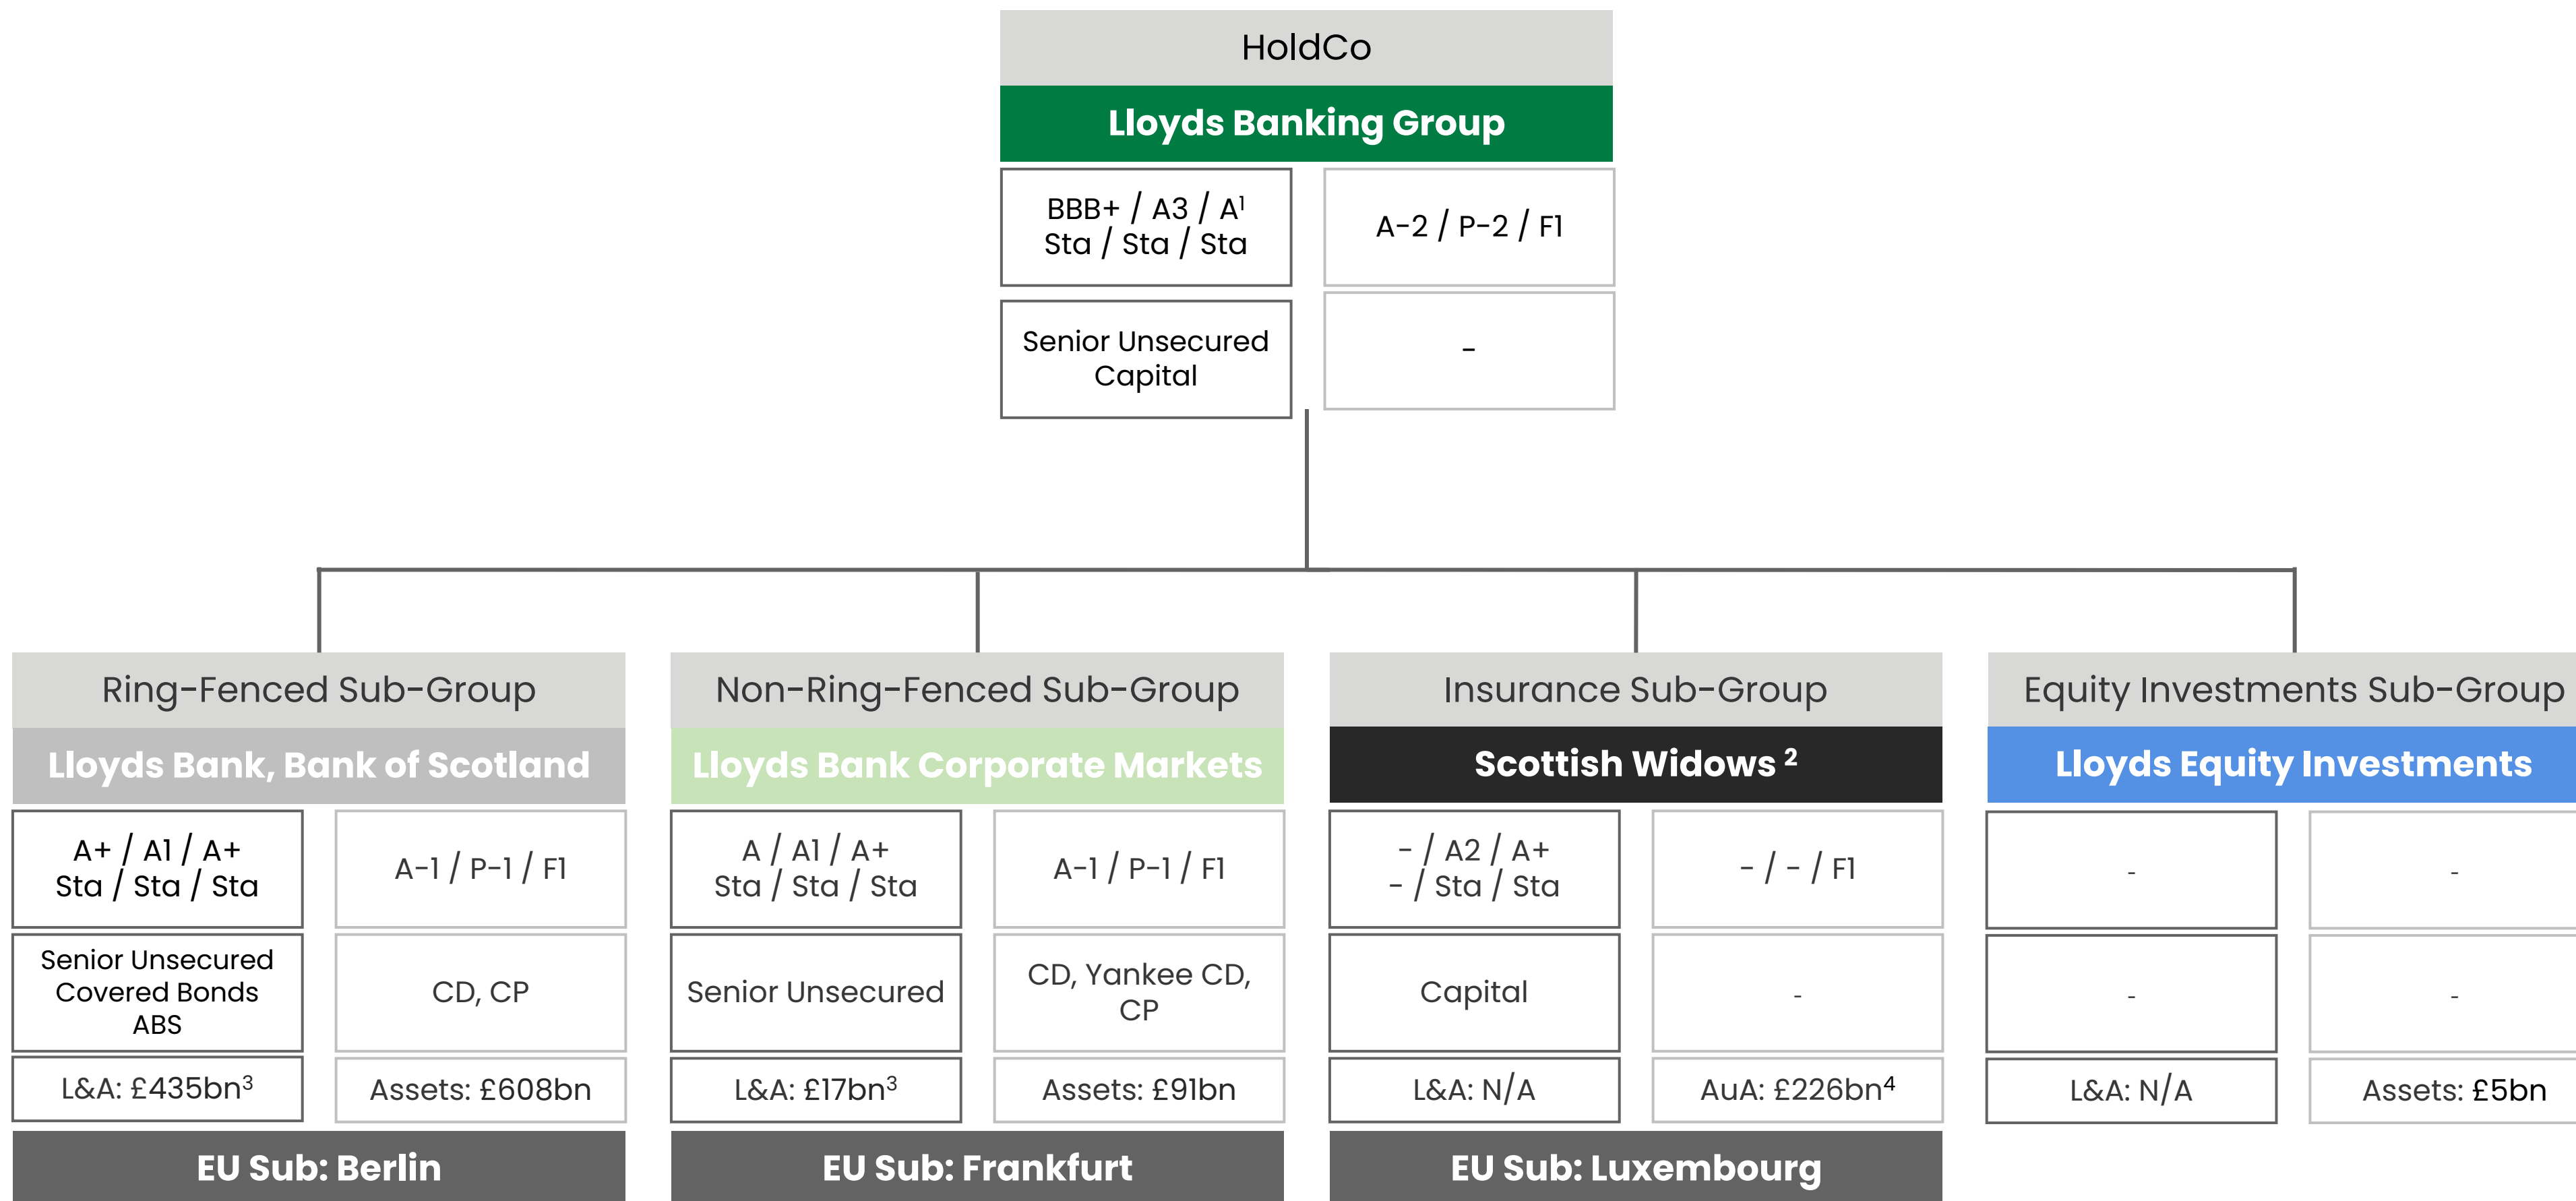 HoldCo
Lloyds Banking Group
BBB+ / A3 / A¹
Sta / Sta / Sta
A-2 / P-2 / F1
Senior Unsecured
Capital
-
Ring-Fenced Sub-Group
Lloyds Bank, Bank of Scotland
A+ / A1 / A+
Sta / Sta / Sta
A-1 / P-1 / F1
Senior Unsecured
Covered Bonds
ABS
CD, CP
L&A: £435bn³
Assets: £608bn
EU Sub: Berlin
Non-Ring-Fenced Sub-Group
Lloyds Bank Corporate Markets
A / A1 / A+
Sta / Sta / Sta
A-1 / P-1 / F1
Senior Unsecured
CD, Yankee CD,
CP
L&A: £17bn³
Assets: £91bn
EU Sub: Frankfurt
Insurance Sub-Group
Scottish Widows ²
- / A2 / A+
- / Sta / Sta
- / - / F1
Capital
-
L&A: N/A
AuA: £226bn⁴
EU Sub: Luxembourg
Equity Investments Sub-Group
Lloyds Equity Investments
-
-
-
-
L&A: N/A
Assets: £5bn